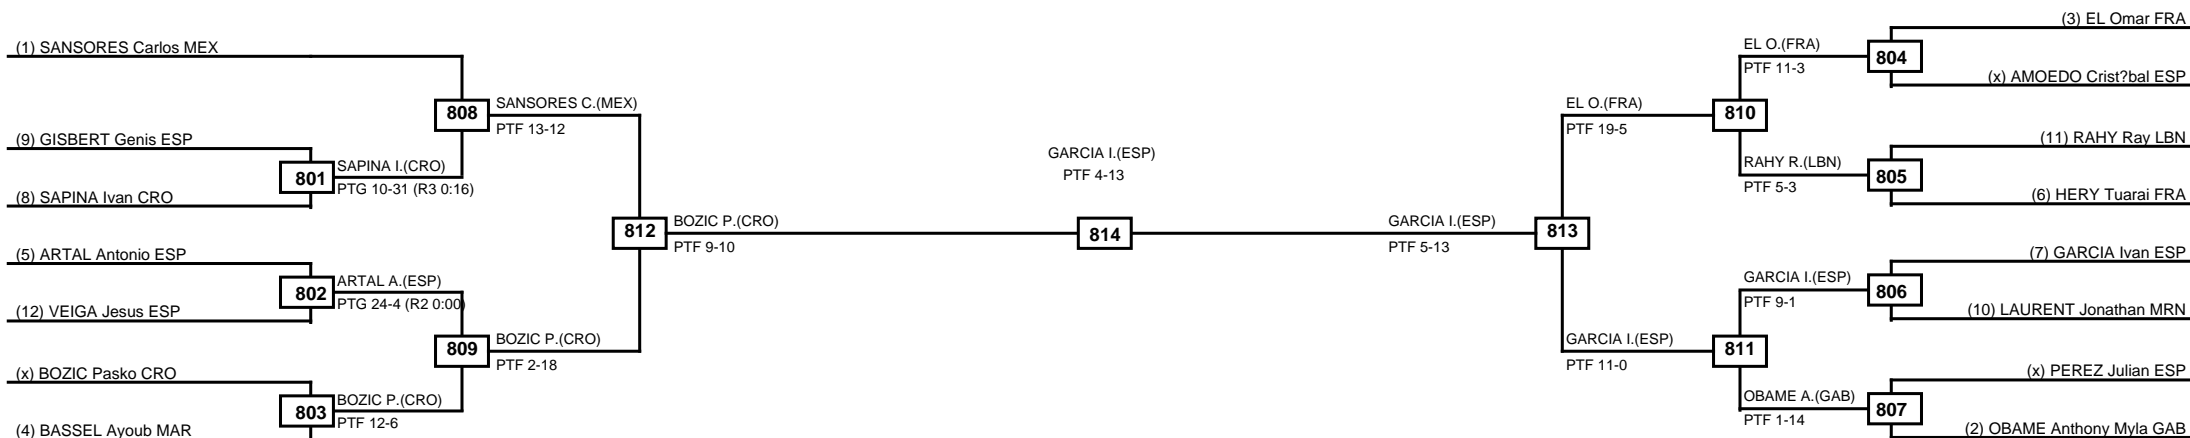 (3) EL Omar FRA
(1) SANSORES Carlos MEX
EL O.(FRA)
804
PTF 11-3
(x) AMOEDO Crist?bal ESP
808
SANSORES C.(MEX)
PTF 13-12
EL O.(FRA)
PTF 19-5
810
(9) GISBERT Genis ESP
(11) RAHY Ray LBN
GARCIA I.(ESP)
PTF 4-13
801
SAPINA I.(CRO)
PTG 10-31 (R3 0:16)
RAHY R.(LBN)
PTF 5-3
805
(8) SAPINA Ivan CRO
(6) HERY Tuarai FRA
812
BOZIC P.(CRO)
PTF 9-10
814
GARCIA I.(ESP)
PTF 5-13
813
(5) ARTAL Antonio ESP
(7) GARCIA Ivan ESP
802
ARTAL A.(ESP)
PTG 24-4 (R2 0:00)
GARCIA I.(ESP)
PTF 9-1
806
(12) VEIGA Jesus ESP
(10) LAURENT Jonathan MRN
809
BOZIC P.(CRO)
PTF 2-18
GARCIA I.(ESP)
PTF 11-0
811
(x) BOZIC Pasko CRO
(x) PEREZ Julian ESP
803
BOZIC P.(CRO)
PTF 12-6
OBAME A.(GAB)
PTF 1-14
807
(4) BASSEL Ayoub MAR
(2) OBAME Anthony Myla GAB